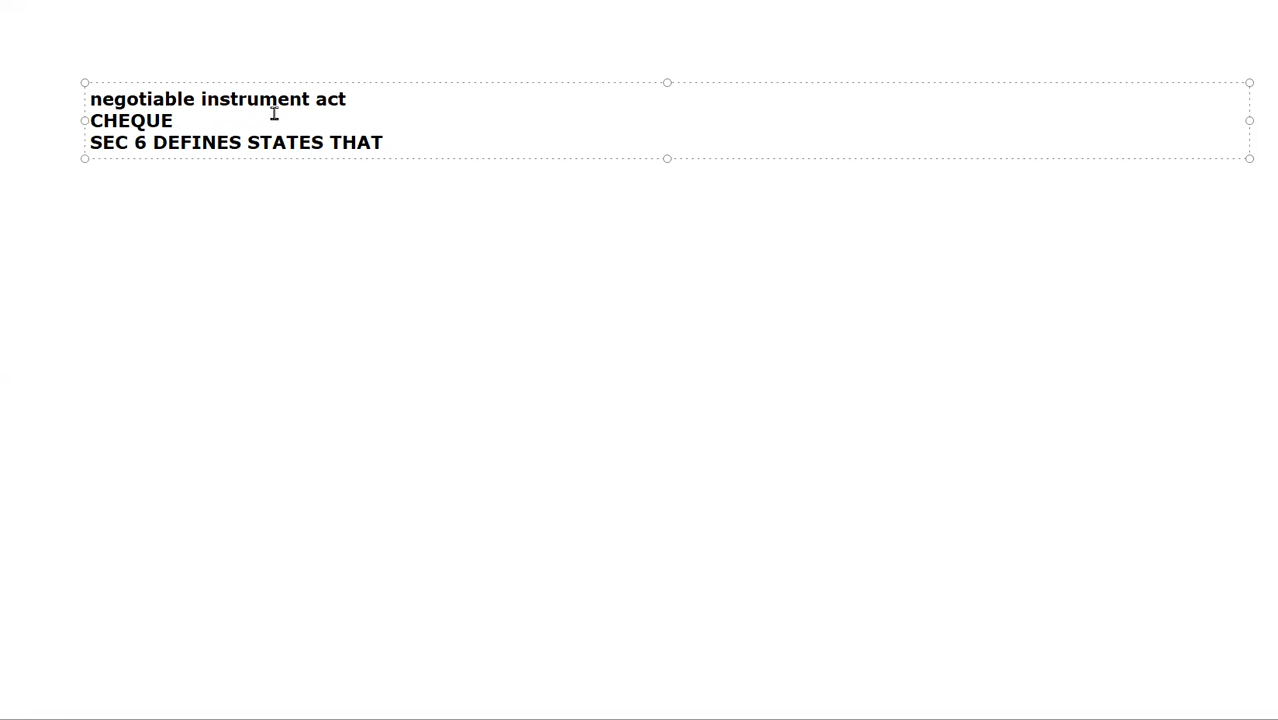 negotiable instrument act
CHEQUE
SEC 6 DEFINES STATES THAT